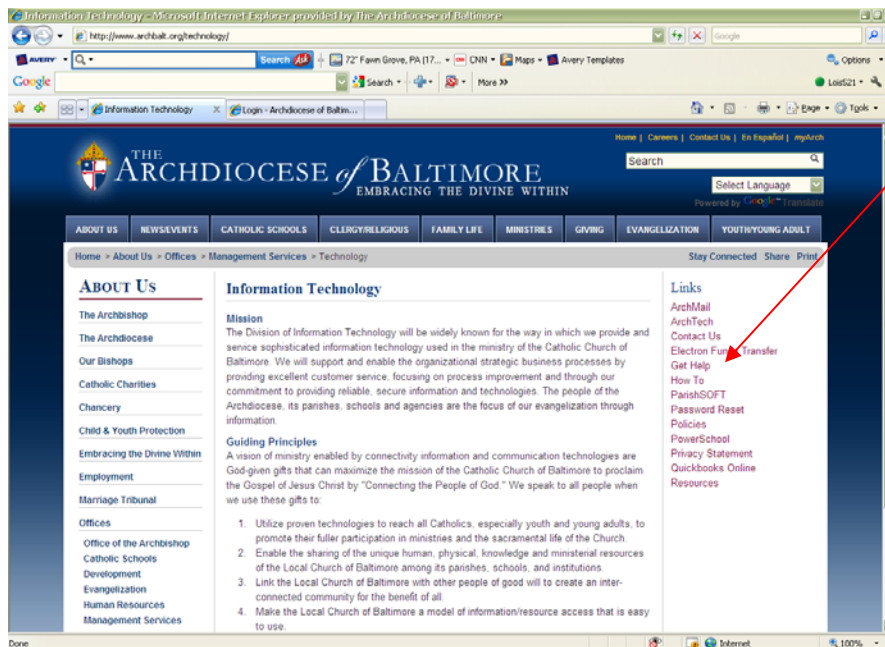 Information Technology - Microsoft Internet Explorer provided by The Archdiocese of Baltimore
http://www.archbalt.org/technology/
Google
AVERY
Search
72° Fawn Grove, PA (17...
CNN
Maps
Avery Templates
Options
Google
Search
More >>
Lois521
Information Technology
Login - Archdiocese of Baltim...
Page
Tools
Home | Careers | Contact Us | En Español | myArch
THE
ARCHDIOCESE of BALTIMORE
EMBRACING THE DIVINE WITHIN
Search
Select Language
Powered by Google Translate
ABOUT US
NEWS/EVENTS
CATHOLIC SCHOOLS
CLERGY/RELIGIOUS
FAMILY LIFE
MINISTRIES
GIVING
EVANGELIZATION
YOUTH/YOUNG ADULT
Home » About Us » Offices » Management Services » Technology
Stay Connected Share Print
ABOUT US
The Archbishop
The Archdiocese
Our Bishops
Catholic Charities
Chancery
Child & Youth Protection
Embracing the Divine Within
Employment
Marriage Tribunal
Offices
Office of the Archbishop
Catholic Schools
Development
Evangelization
Human Resources
Management Services
Information Technology
Mission
The Division of Information Technology will be widely known for the way in which we provide and
service sophisticated information technology used in the ministry of the Catholic Church of
Baltimore. We will support and enable the organizational strategic business processes by
providing excellent customer service, focusing on process improvement and through our
commitment to providing reliable, secure information and technologies. The people of the
Archdiocese, its parishes, schools and agencies are the focus of our evangelization through
information.
Guiding Principles
A vision of ministry enabled by connectivity information and communication technologies are
God-given gifts that can maximize the mission of the Catholic Church of Baltimore to proclaim
the Gospel of Jesus Christ by "Connecting the People of God." We speak to all people when
we use these gifts to:
1. Utilize proven technologies to reach all Catholics, especially youth and young adults, to
promote their fuller participation in ministries and the sacramental life of the Church.
2. Enable the sharing of the unique human, physical, knowledge and ministerial resources
of the Local Church of Baltimore among its parishes, schools, and institutions.
3. Link the Local Church of Baltimore with other people of good will to create an inter-
connected community for the benefit of all.
4. Make the Local Church of Baltimore a model of information/resource access that is easy
to use.
Links
ArchMail
ArchTech
Contact Us
Electron Funds Transfer
Get Help
How To
ParishSOFT
Password Reset
Policies
PowerSchool
Privacy Statement
Quickbooks Online
Resources
Done
Internet
100%